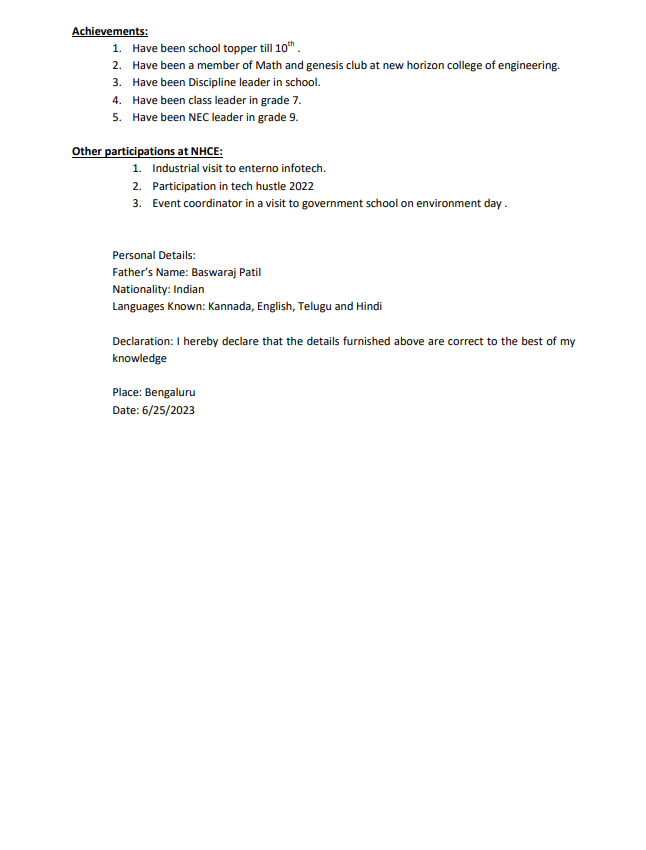 Achievements:
1. Have been school topper till 10th .
2. Have been a member of Math and genesis club at new horizon college of engineering.
3. Have been Discipline leader in school.
4. Have been class leader in grade 7.
5. Have been NEC leader in grade 9.
Other participations at NHCE:
1. Industrial visit to enterno infotech.
2. Participation in tech hustle 2022
3. Event coordinator in a visit to government school on environment day .
Personal Details:
Father’s Name: Baswaraj Patil
Nationality: Indian
Languages Known: Kannada, English, Telugu and Hindi
Declaration: I hereby declare that the details furnished above are correct to the best of my
knowledge
Place: Bengaluru
Date: 6/25/2023